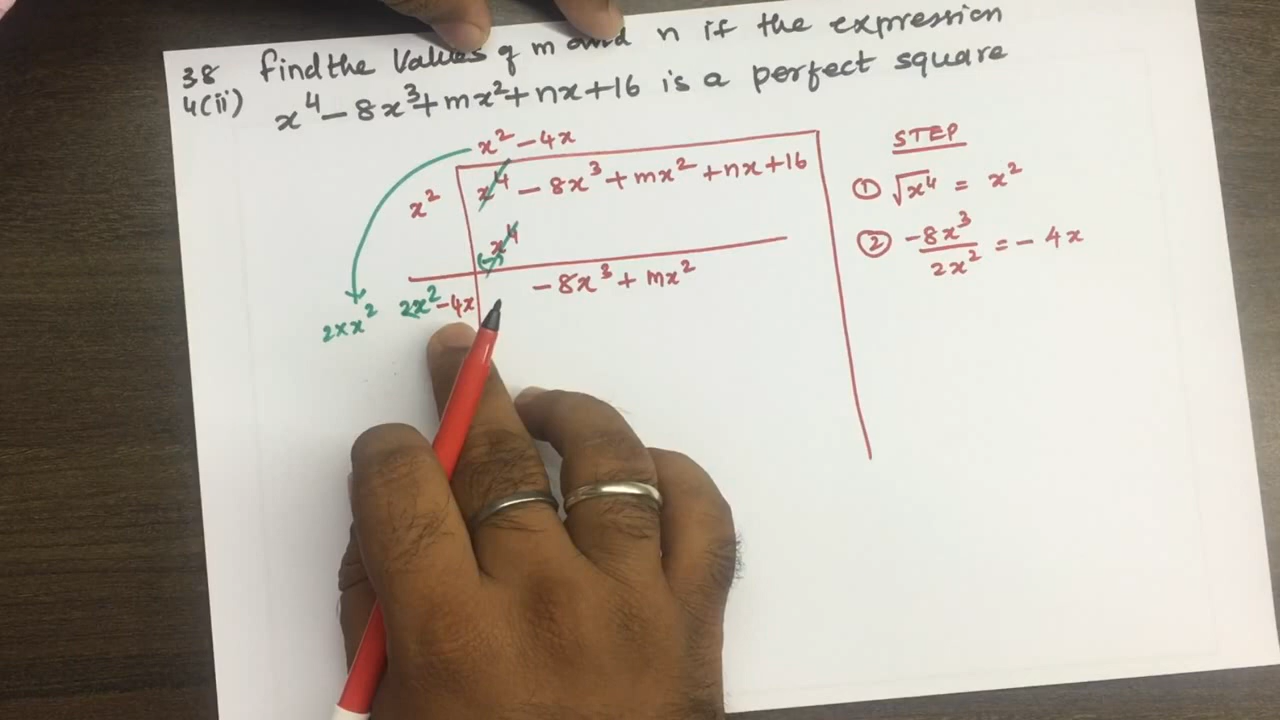 38 Find the Values of m and n if the expression
4(ii) x⁴ - 8x³ + mx² + nx + 16 is a perfect square
x² - 4x
x² x⁴ - 8x³ + mx² + nx + 16
x⁴
2x² - 4x - 8x³ + mx²
2×x²
STEP
① √x⁴ = x²
② -8x³/2x² = - 4x